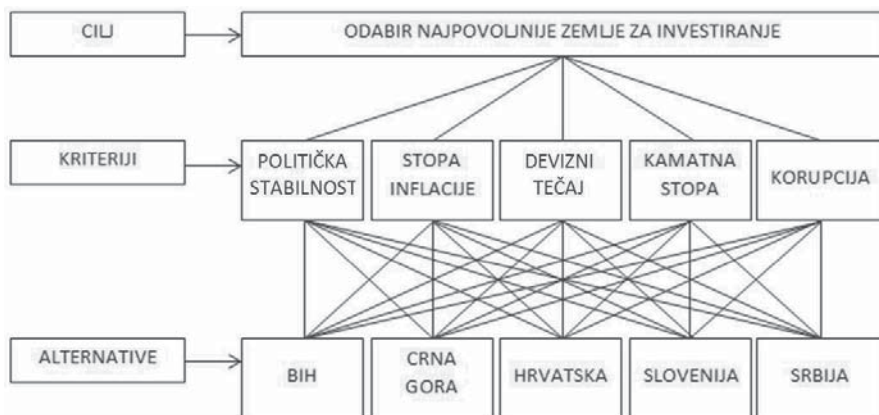 CILJ
ODABIR NAJPOVOLJNIJE ZEMLJE ZA INVESTIRANJE
KRITERIJI
POLITIČKA
STABILNOST
STOPA
INFLACIJE
DEVIZNI
TEČAJ
KAMATNA
STOPA
KORUPCIJA
ALTERNATIVE
BIH
CRNA
GORA
HRVATSKA
SLOVENIJA
SRBIJA